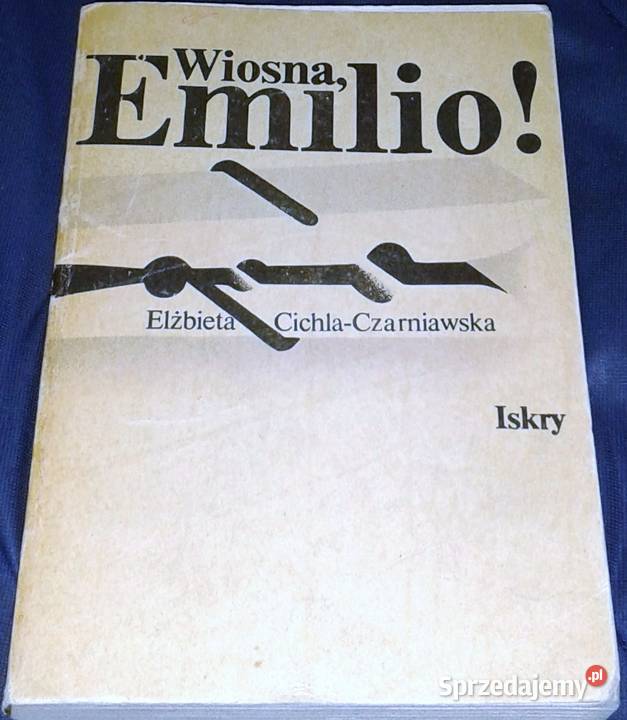 Wiosna,
Emilio!
Elżbieta Cichla-Czarniawska
Iskry
Sprzedajemy.pl